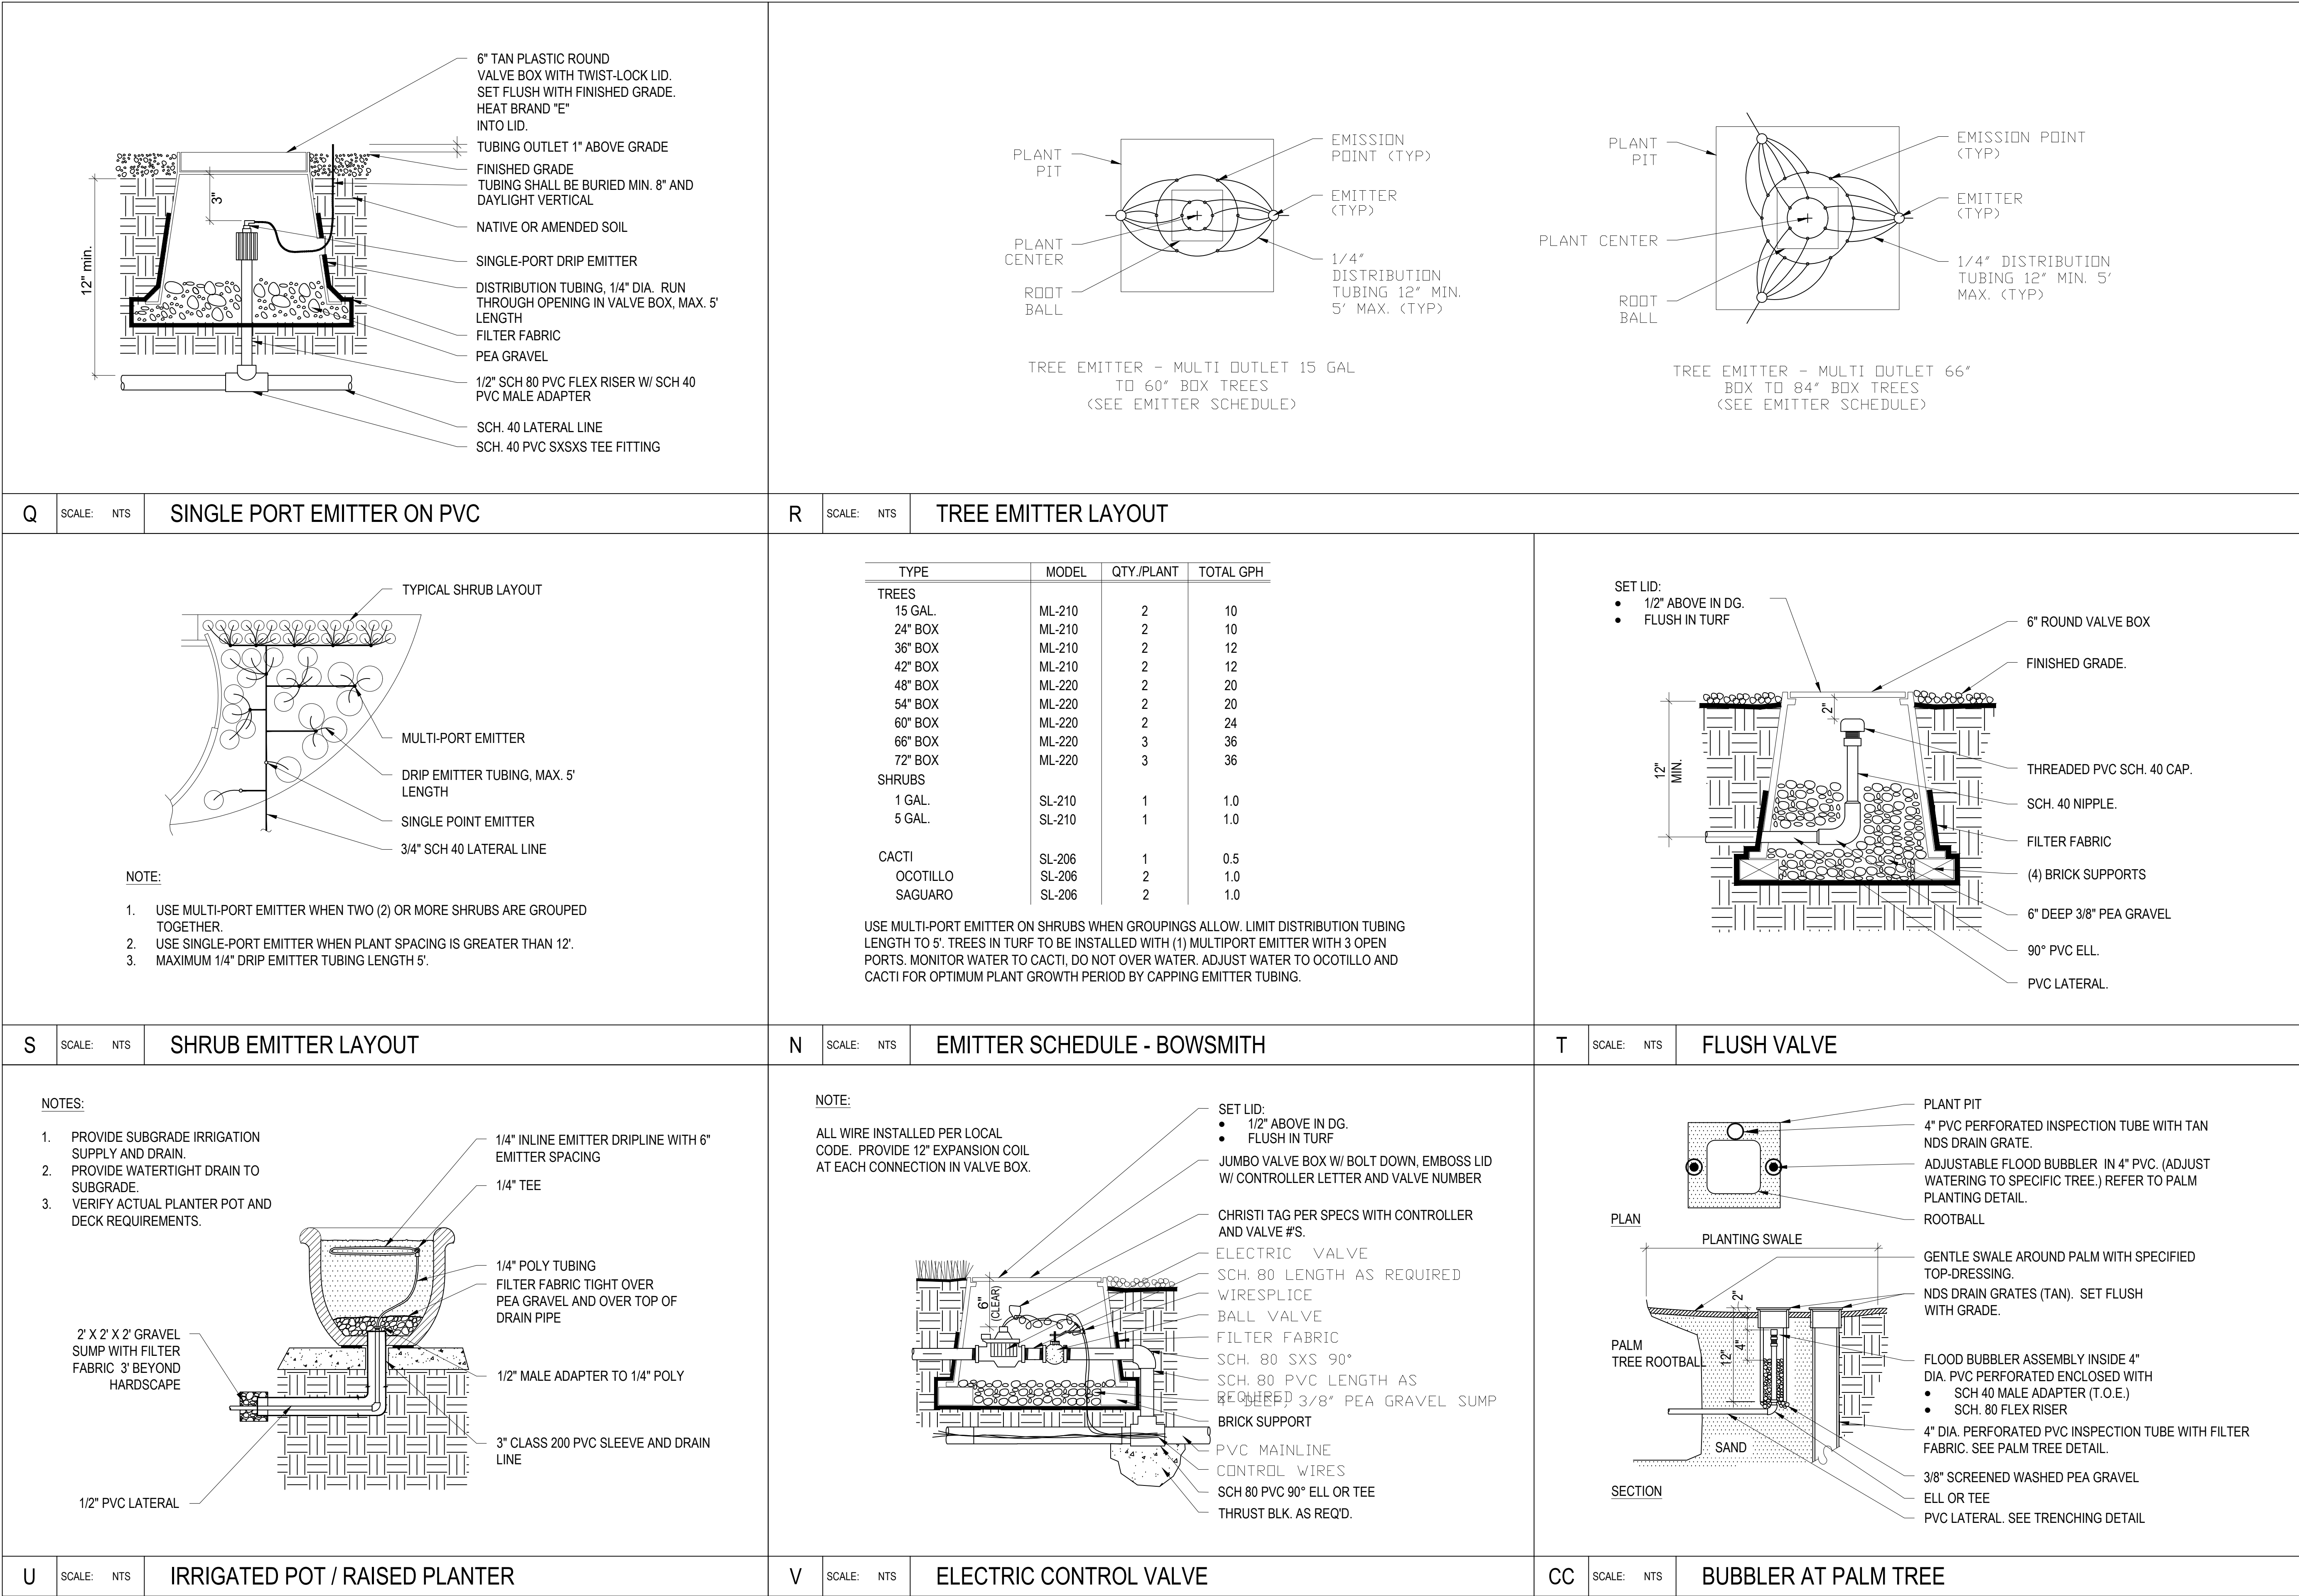 6" TAN PLASTIC ROUND
VALVE BOX WITH TWIST-LOCK LID.
SET FLUSH WITH FINISHED GRADE.
HEAT BRAND "E"
INTO LID.
TUBING OUTLET 1" ABOVE GRADE
FINISHED GRADE
TUBING SHALL BE BURIED MIN. 8" AND
DAYLIGHT VERTICAL
NATIVE OR AMENDED SOIL
SINGLE-PORT DRIP EMITTER
DISTRIBUTION TUBING, 1/4" DIA. RUN
THROUGH OPENING IN VALVE BOX, MAX. 5'
LENGTH
FILTER FABRIC
PEA GRAVEL
1/2" SCH 80 PVC FLEX RISER W/ SCH 40
PVC MALE ADAPTER
SCH. 40 LATERAL LINE
SCH. 40 PVC SXSXS TEE FITTING
3"
12" min.
Q SCALE: NTS SINGLE PORT EMITTER ON PVC
PLANT
PIT
PLANT
CENTER
ROOT
BALL
EMISSION
POINT (TYP)
EMITTER
(TYP)
1/4"
DISTRIBUTION
TUBING 12" MIN.
5' MAX. (TYP)
TREE EMITTER - MULTI OUTLET 15 GAL
TO 60" BOX TREES
(SEE EMITTER SCHEDULE)
PLANT
PIT
PLANT CENTER
ROOT
BALL
EMISSION POINT
(TYP)
EMITTER
(TYP)
1/4" DISTRIBUTION
TUBING 12" MIN. 5'
MAX. (TYP)
TREE EMITTER - MULTI OUTLET 66"
BOX TO 84" BOX TREES
(SEE EMITTER SCHEDULE)
R SCALE: NTS TREE EMITTER LAYOUT
TYPICAL SHRUB LAYOUT
MULTI-PORT EMITTER
DRIP EMITTER TUBING, MAX. 5'
LENGTH
SINGLE POINT EMITTER
3/4" SCH 40 LATERAL LINE
NOTE:
1. USE MULTI-PORT EMITTER WHEN TWO (2) OR MORE SHRUBS ARE GROUPED
TOGETHER.
2. USE SINGLE-PORT EMITTER WHEN PLANT SPACING IS GREATER THAN 12'.
3. MAXIMUM 1/4" DRIP EMITTER TUBING LENGTH 5'.
S SCALE: NTS SHRUB EMITTER LAYOUT
TYPE MODEL QTY./PLANT TOTAL GPH
TREES
15 GAL. ML-210 2 10
24" BOX ML-210 2 10
36" BOX ML-210 2 12
42" BOX ML-210 2 12
48" BOX ML-220 2 20
54" BOX ML-220 2 20
60" BOX ML-220 2 24
66" BOX ML-220 3 36
72" BOX ML-220 3 36
SHRUBS
1 GAL. SL-210 1 1.0
5 GAL. SL-210 1 1.0
CACTI SL-206 1 0.5
OCOTILLO SL-206 2 1.0
SAGUARO SL-206 2 1.0
USE MULTI-PORT EMITTER ON SHRUBS WHEN GROUPINGS ALLOW. LIMIT DISTRIBUTION TUBING
LENGTH TO 5'. TREES IN TURF TO BE INSTALLED WITH (1) MULTIPORT EMITTER WITH 3 OPEN
PORTS. MONITOR WATER TO CACTI, DO NOT OVER WATER. ADJUST WATER TO OCOTILLO AND
CACTI FOR OPTIMUM PLANT GROWTH PERIOD BY CAPPING EMITTER TUBING.
N SCALE: NTS EMITTER SCHEDULE - BOWSMITH
SET LID:
● 1/2" ABOVE IN DG.
● FLUSH IN TURF
2"
12"
MIN.
6" ROUND VALVE BOX
FINISHED GRADE.
THREADED PVC SCH. 40 CAP.
SCH. 40 NIPPLE.
FILTER FABRIC
(4) BRICK SUPPORTS
6" DEEP 3/8" PEA GRAVEL
90° PVC ELL.
PVC LATERAL.
T SCALE: NTS FLUSH VALVE
NOTES:
1. PROVIDE SUBGRADE IRRIGATION
SUPPLY AND DRAIN.
2. PROVIDE WATERTIGHT DRAIN TO
SUBGRADE.
3. VERIFY ACTUAL PLANTER POT AND
DECK REQUIREMENTS.
2' X 2' X 2' GRAVEL
SUMP WITH FILTER
FABRIC 3' BEYOND
HARDSCAPE
1/2" PVC LATERAL
1/4" INLINE EMITTER DRIPLINE WITH 6"
EMITTER SPACING
1/4" TEE
1/4" POLY TUBING
FILTER FABRIC TIGHT OVER
PEA GRAVEL AND OVER TOP OF
DRAIN PIPE
1/2" MALE ADAPTER TO 1/4" POLY
3" CLASS 200 PVC SLEEVE AND DRAIN
LINE
U SCALE: NTS IRRIGATED POT / RAISED PLANTER
NOTE:
ALL WIRE INSTALLED PER LOCAL
CODE. PROVIDE 12" EXPANSION COIL
AT EACH CONNECTION IN VALVE BOX.
6"
(CLEAR)
SET LID:
● 1/2" ABOVE IN DG.
● FLUSH IN TURF
JUMBO VALVE BOX W/ BOLT DOWN, EMBOSS LID
W/ CONTROLLER LETTER AND VALVE NUMBER
CHRISTI TAG PER SPECS WITH CONTROLLER
AND VALVE #'S.
ELECTRIC VALVE
SCH. 80 LENGTH AS REQUIRED
WIRESPLICE
BALL VALVE
FILTER FABRIC
SCH. 80 SXS 90°
SCH. 80 PVC LENGTH AS
REQUIRED
4" DEEP, 3/8" PEA GRAVEL SUMP
BRICK SUPPORT
PVC MAINLINE
CONTROL WIRES
SCH 80 PVC 90° ELL OR TEE
THRUST BLK. AS REQ'D.
V SCALE: NTS ELECTRIC CONTROL VALVE
PLAN
PLANT PIT
4" PVC PERFORATED INSPECTION TUBE WITH TAN
NDS DRAIN GRATE.
ADJUSTABLE FLOOD BUBBLER IN 4" PVC. (ADJUST
WATERING TO SPECIFIC TREE.) REFER TO PALM
PLANTING DETAIL.
ROOTBALL
PLANTING SWALE
GENTLE SWALE AROUND PALM WITH SPECIFIED
TOP-DRESSING.
NDS DRAIN GRATES (TAN). SET FLUSH
WITH GRADE.
2"
4"
12"
PALM
TREE ROOTBALL
SAND
FLOOD BUBBLER ASSEMBLY INSIDE 4"
DIA. PVC PERFORATED ENCLOSED WITH
● SCH 40 MALE ADAPTER (T.O.E.)
● SCH. 80 FLEX RISER
4" DIA. PERFORATED PVC INSPECTION TUBE WITH FILTER
FABRIC. SEE PALM TREE DETAIL.
3/8" SCREENED WASHED PEA GRAVEL
ELL OR TEE
PVC LATERAL. SEE TRENCHING DETAIL
SECTION
CC SCALE: NTS BUBBLER AT PALM TREE